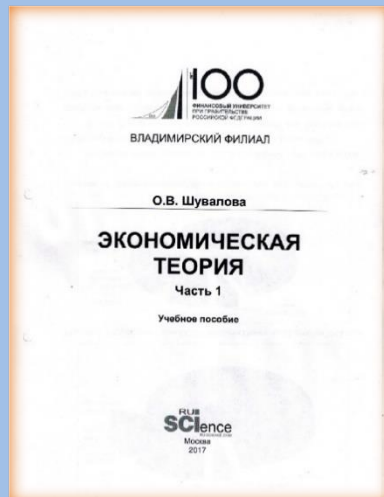 100
ФИНАНСОВЫЙ УНИВЕРСИТЕТ
ПРИ ПРАВИТЕЛЬСТВЕ
РОССИЙСКОЙ ФЕДЕРАЦИИ
ВЛАДИМИРСКИЙ ФИЛИАЛ
О.В. Шувалова
ЭКОНОМИЧЕСКАЯ
ТЕОРИЯ
Часть 1
Учебное пособие
RU
SCIence
Москва
2017